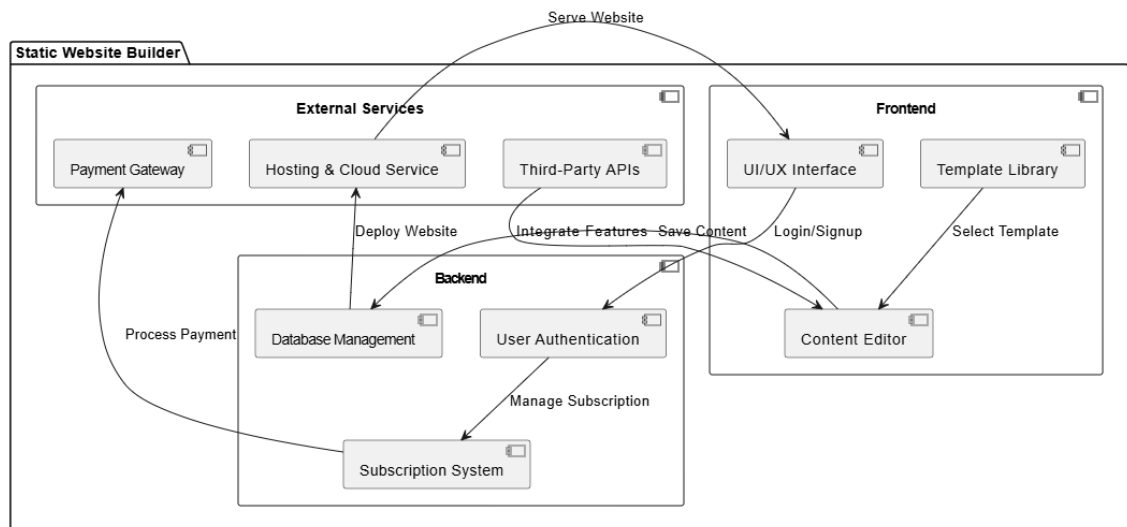 Serve Website
Static Website Builder
External Services
Frontend
Payment Gateway
Hosting & Cloud Service
Third-Party APIs
UI/UX Interface
Template Library
Deploy Website
Integrate Features
Save Content
Login/Signup
Select Template
Backend
Process Payment
Database Management
User Authentication
Content Editor
Manage Subscription
Subscription System